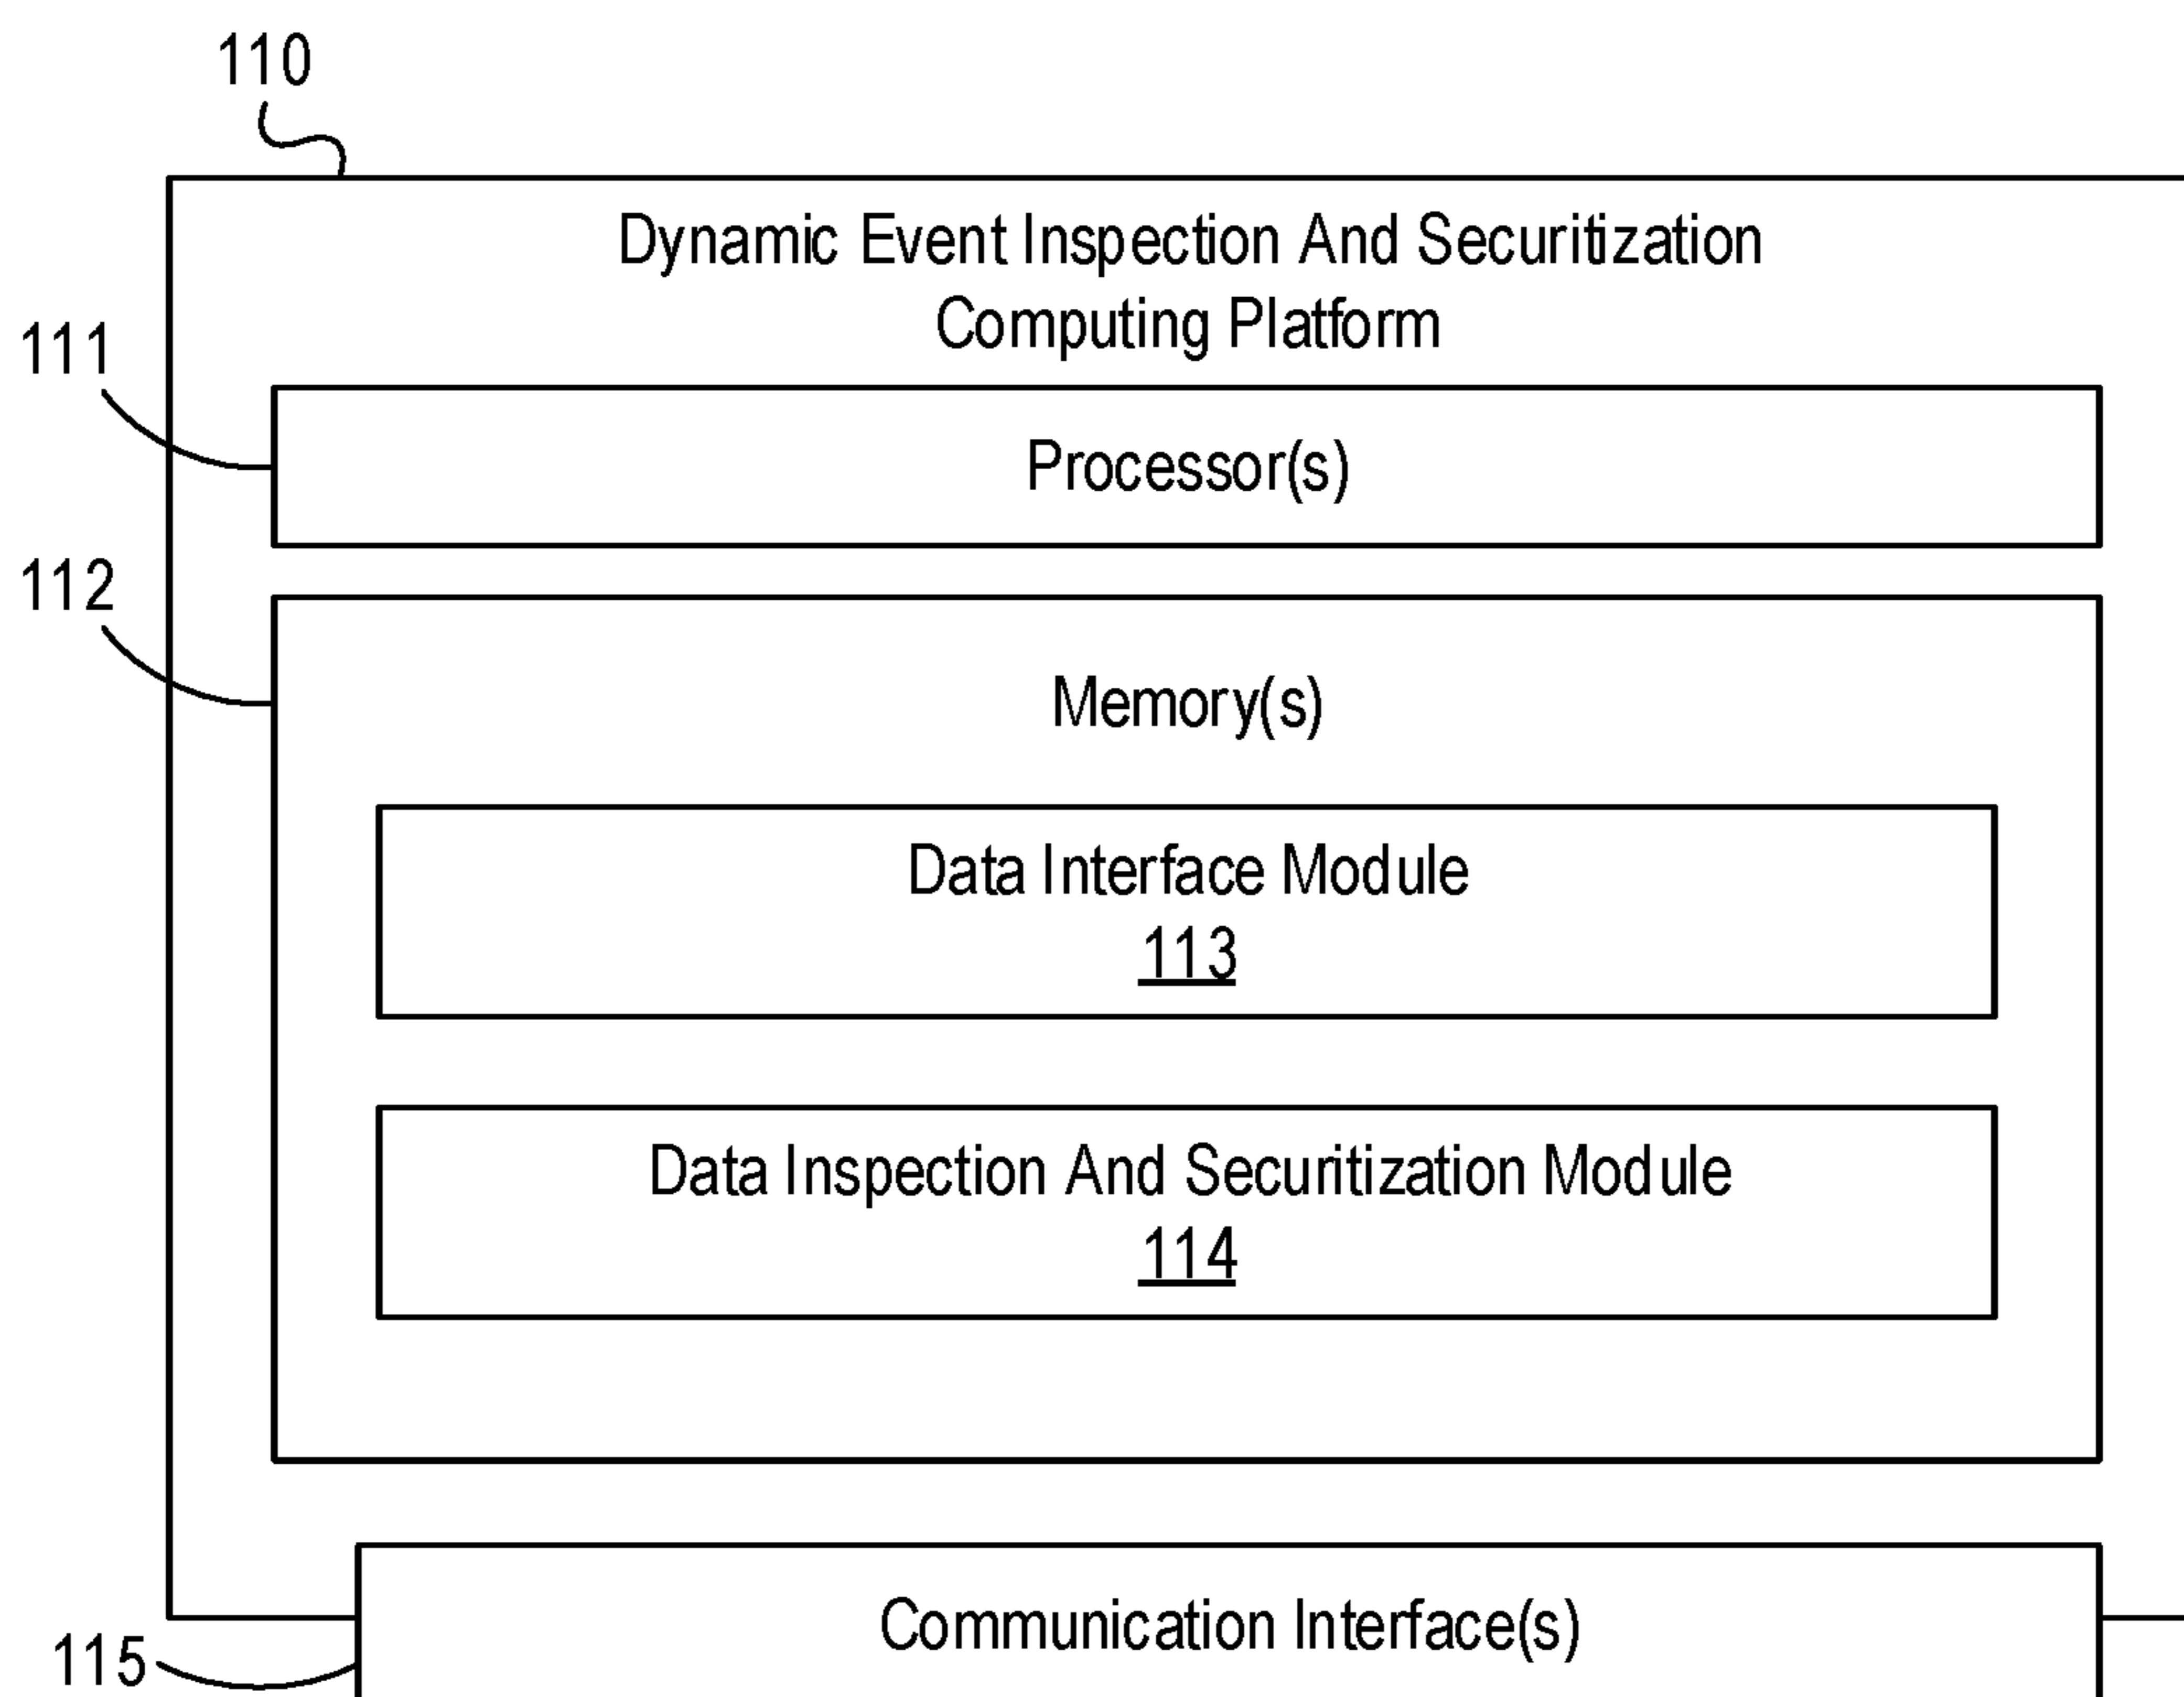 110
Dynamic Event Inspection And Securitization
Computing Platform
111
Processor(s)
112
Memory(s)
Data Interface Module
113
Data Inspection And Securitization Module
114
Communication Interface(s)
115